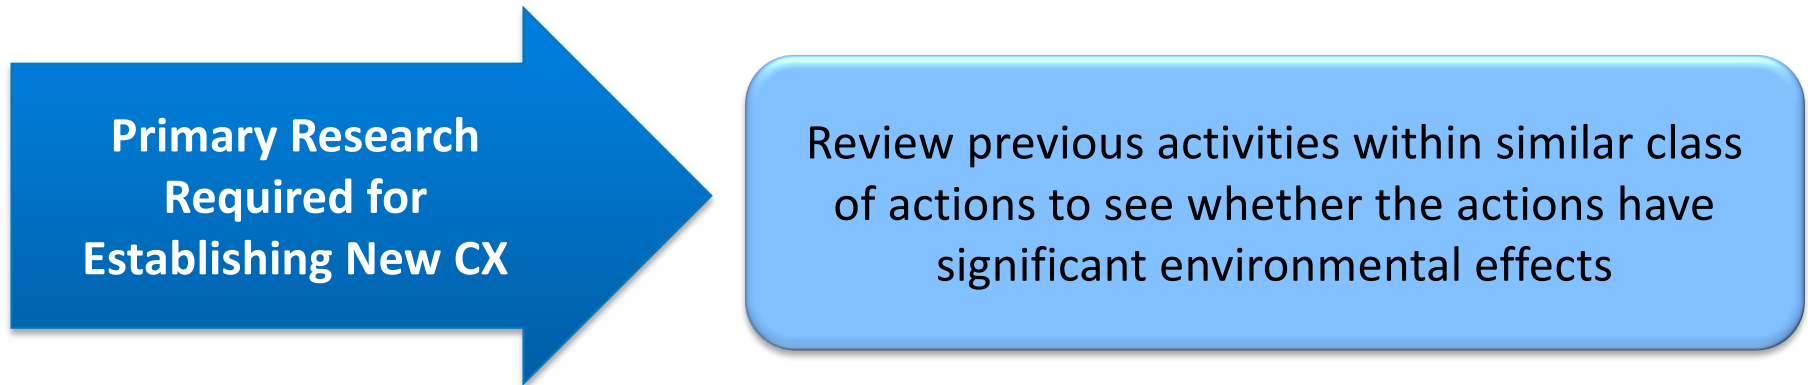 Primary Research
Required for
Establishing New CX
Review previous activities within similar class
of actions to see whether the actions have
significant environmental effects